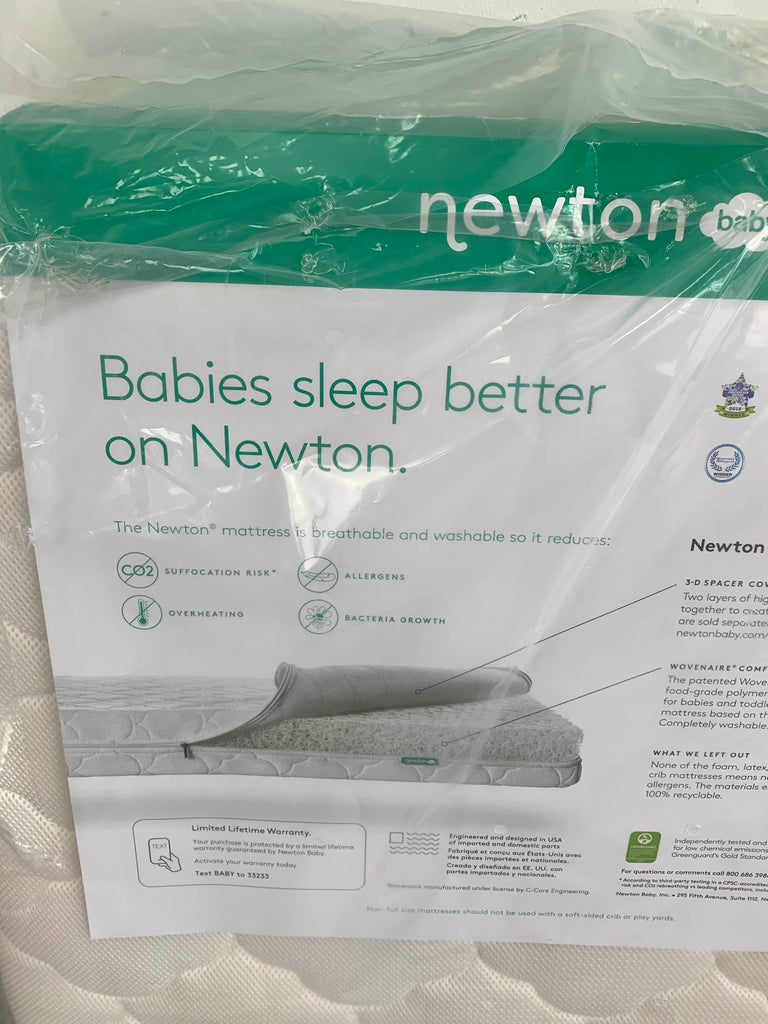 newton baby
Babies sleep better
on Newton.
The Newton® mattress is breathable and washable so it reduces:
CO2 SUFFOCATION RISK*
ALLERGENS
OVERHEATING
BACTERIA GROWTH
2018
WINNER
WINNER
Newton
3-D SPACER COV
Two layers of hig
together to creat
are sold separate
newtonbaby.com/
WOVENAIRE® COMF
The patented Wove
food-grade polymer
for babies and toddle
mattress based on th
Completely washable
WHAT WE LEFT OUT
None of the foam, latex,
crib mattresses means n
allergens. The materials e
100% recyclable.
newton
Limited Lifetime Warranty.
TEXT
Your purchase is protected by a limited lifetime
warranty guaranteed by Newton Baby.
Activate your warranty today
Text BABY to 33233
Engineered and designed in USA
of imported and domestic parts
Fabriqué et conçu aux États-Unis avec
des pièces importées et nationales.
Creado y diseñado en EE. UU. con
partes importadas y nacionales.
Wovenaire manufactured under license by C-Core Engineering.
GREENGUARD
Independently tested and
for low chemical emission
Greenguard's Gold Standar
For questions or comments call 800 686 398
* According to third-party testing in a CPSC-accredite
risk and CO2 rebreathing vs leading competitors, inclu
Newton Baby, Inc. • 295 Fifth Avenue, Suite 1112, Ne
Non-full size mattresses should not be used with a soft-sided crib or play yards.